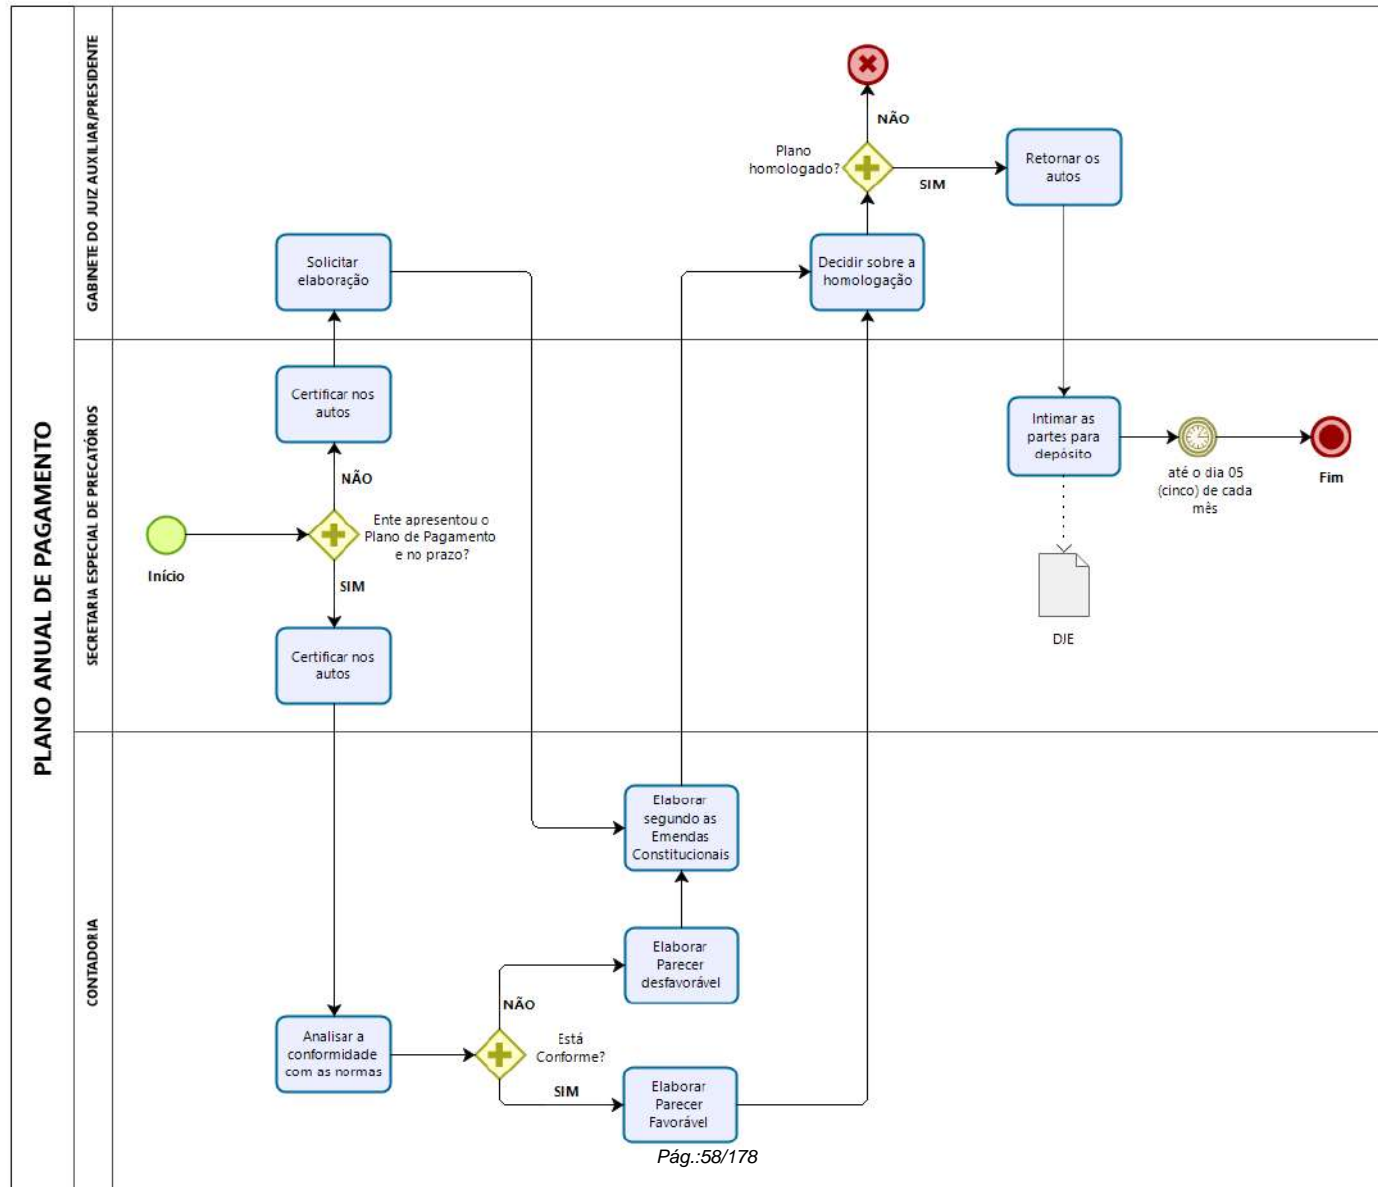 PLANO ANUAL DE PAGAMENTO
GABINETE DO JUIZ AUXILIAR/PRESIDENTE
NÃO
Plano
homologado?
SIM
Retornar os
autos
Solicitar
elaboração
Decidir sobre a
homologação
SECRETARIA ESPECIAL DE PRECATÓRIOS
Certificar nos
autos
NÃO
Ente apresentou o
Plano de Pagamento
e no prazo?
Início
SIM
Certificar nos
autos
Intimar as
partes para
depósito
até o dia 05
(cinco) de cada
mês
Fim
DJE
CONTADORIA
Elaborar
segundo as
Emendas
Constitucionais
Elaborar
Parecer
desfavorável
NÃO
Analisar a
conformidade
com as normas
Está
Conforme?
SIM
Elaborar
Parecer
Favorável
Pág.:58/178